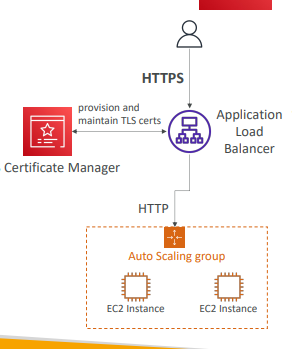 HTTPS
provision and
maintain TLS certs
Application
Load
Balancer
Certificate Manager
HTTP
Auto Scaling group
EC2 Instance
EC2 Instance